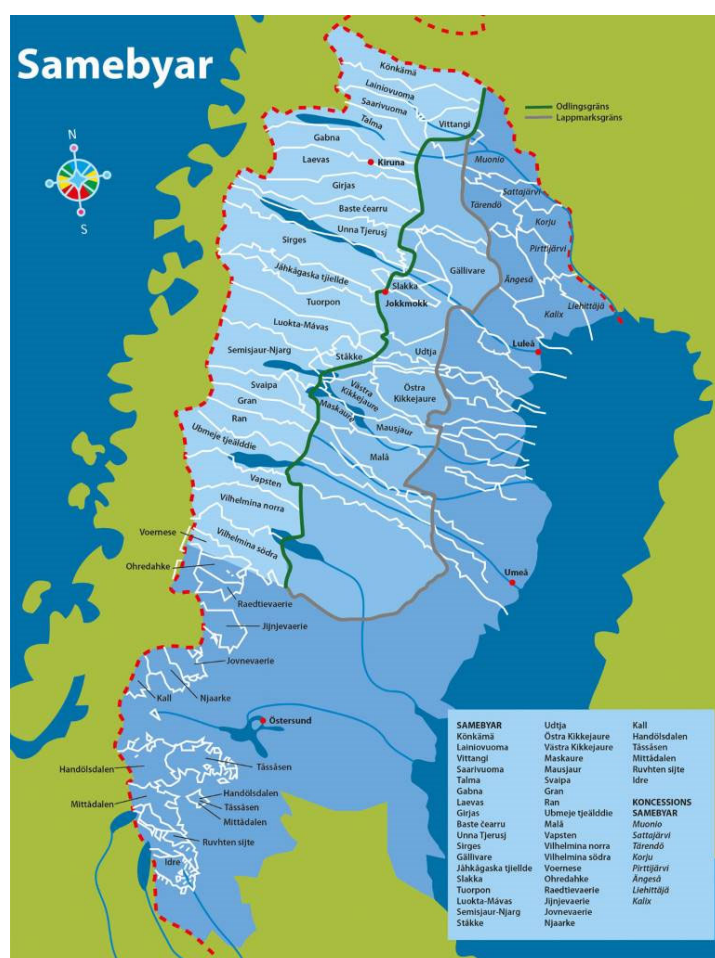 Samebyar
N
S
Odlingsgräns
Lappmarksgräns
Könkämä
Lainiovuoma
Saarivuoma
Talma
Vittangi
Gabna
Laevas
Kiruna
Muonio
Girjas
Sattajärvi
Baste čearru
Tärendö
Korju
Unna Tjerusj
Sirges
Pirttijärvi
Jåhkågaska tjiellde
Gällivare
Ängeså
Slakka
Jokkmokk
Tuorpon
Liehittäjä
Kalix
Luokta-Mávas
Luleå
Semisjaur-Njarg
Ståkke
Udtja
Svaipa
Västra
Kikkejaure
Östra
Kikkejaure
Gran
Maskaure
Ran
Mausjaur
Ubmeje tjeälddie
Malå
Vapsten
Vilhelmina norra
Voernese
Vilhelmina södra
Ohredahke
Umeå
Raedtievaerie
Jijnjevaerie
Jovnevaerie
Kall
Njaarke
Östersund
Handölsdalen
Tåssåsen
Mittådalen
Handölsdalen
Tåssåsen
Mittådalen
Ruvhten sijte
Idre
SAMEBYAR
Könkämä
Lainiovuoma
Vittangi
Saarivuoma
Talma
Gabna
Laevas
Girjas
Baste čearru
Unna Tjerusj
Sirges
Gällivare
Jåhkågaska tjiellde
Slakka
Tuorpon
Luokta-Mávas
Semisjaur-Njarg
Ståkke
Udtja
Östra Kikkejaure
Västra Kikkejaure
Maskaure
Mausjaur
Svaipa
Gran
Ran
Ubmeje tjeälddie
Malå
Vapsten
Vilhelmina norra
Vilhelmina södra
Voernese
Ohredahke
Raedtievaerie
Jijnjevaerie
Jovnevaerie
Njaarke
Kall
Handölsdalen
Tåssåsen
Mittådalen
Ruvhten sijte
Idre
KONCESSIONS
SAMEBYAR
Muonio
Sattajärvi
Tärendö
Korju
Pirttijärvi
Ängeså
Liehittäjä
Kalix